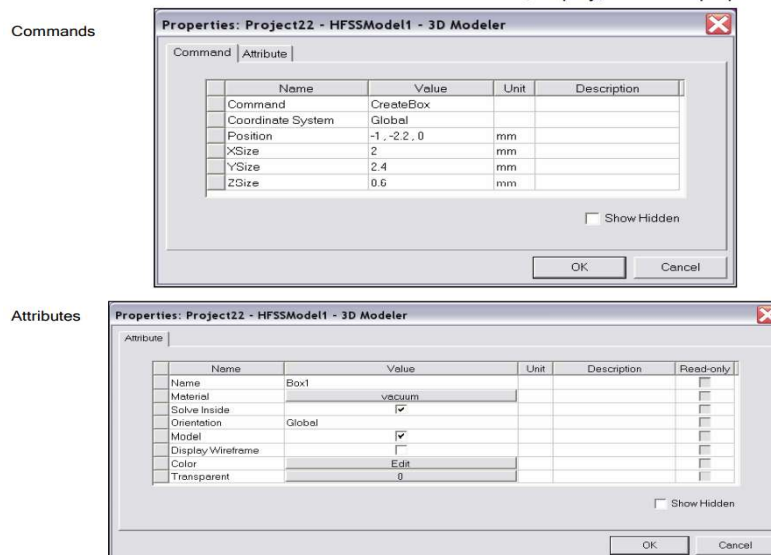 Commands
Properties: Project22 - HFSSModel1 - 3D Modeler
Command Attribute
Name Value Unit Description
Command CreateBox
Coordinate System Global
Position -1 , -2.2 , 0 mm
XSize 2 mm
YSize 2.4 mm
ZSize 0.6 mm
Show Hidden
OK Cancel
Attributes
Properties: Project22 - HFSSModel1 - 3D Modeler
Attribute
Name Value Unit Description Read-only
Name Box1
Material vacuum
Solve Inside
Orientation Global
Model
Display Wireframe
Color Edit
Transparent 0
Show Hidden
OK Cancel